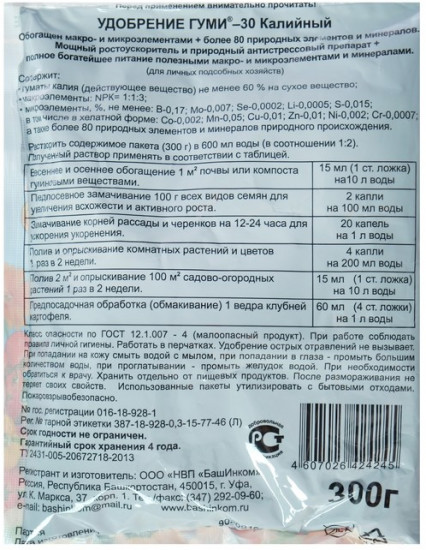 Перед применением внимательно прочитать!
УДОБРЕНИЕ ГУМИ®-30 Калийный
Обогащен макро- и микроэлементами + более 80 природных элементов и минералов.
Мощный ростоускоритель и природный антистрессовый препарат +
полное богатейшее питание полезными макро- и микроэлементами и минералами.
(для личных подсобных хозяйств)
Содержит:
• гуматы калия (действующее вещество) не менее 60 % на сухое вещество;
• макроэлементы: NPK= 1:1:3;
• микроэлементы, %, не менее: B-0,17; Mo-0,007; Se-0,0002; Li-0,0005; S-0,015;
в том числе в хелатной форме: Co-0,002; Mn-0,05; Cu-0,01; Zn-0,01; Ni-0,002; Cr-0,0007;
а также более 80 природных элементов и минералов природного происхождения.
Растворить содержимое пакета (300 г) в 600 мл воды (в соотношении 1:2).
Полученный раствор применять в соответствии с таблицей.
Весеннее и осеннее обогащение 1 м² почвы или компоста
гуминовыми веществами.
15 мл (1 ст. ложка)
на10 л воды
Предпосевное замачивание 100 г всех видов семян для
увеличения всхожести и активного роста.
2 капли
на 100 мл воды
Замачивание корней рассады и черенков на 12-24 часа для
ускорения укоренения.
20 капель
на 1 л воды
Полив и опрыскивание комнатных растений и цветов
1 раз в 2 недели.
4 капли
на 200 мл воды
Полив 2 м² и опрыскивание 100 м² садово-огородных
растений 1 раз в 2 недели.
15 мл (1 ст. ложка)
на 10 л воды
Предпосадочная обработка (обмакивание) 1 ведра клубней
картофеля.
60 мл (4 ст. ложки)
на 1 л воды
Класс опасности по ГОСТ 12.1.007 - 4 (малоопасный продукт). При работе соблюдать
правила личной гигиены. Работать в перчатках. Удобрение острых отравлений не вызывает.
При попадании на кожу смыть водой с мылом, при попадании в глаза - промыть большим
количеством воды, при проглатывании - промыть желудок водой. При необходимости
обратиться к врачу. Хранить отдельно от пищевых продуктов. После размораживания не
теряет своих свойств. Использованные пакеты утилизировать с бытовыми отходами.
Пожаровзрывобезопасно.
№ гос. регистрации 016-18-928-1
Рег. № тарной этикетки 387-18-928-0,3-15-77-46 (Л)
Срок годности не ограничен.
Гарантийный срок хранения 4 года.
ТУ 2431-005-20672718-2013
добровольная
РСТ
4607026424245
Регистрант и изготовитель: ООО «НВП «БашИнком»
Россия, Республика Башкортостан, 450015, г. Уфа,
ул. К. Маркса, 37, корп. 1. Тел./факс: (347) 292-09-60;
e-mail: bashinkom@mail.ru www.bashinkom.ru
300г
Партия